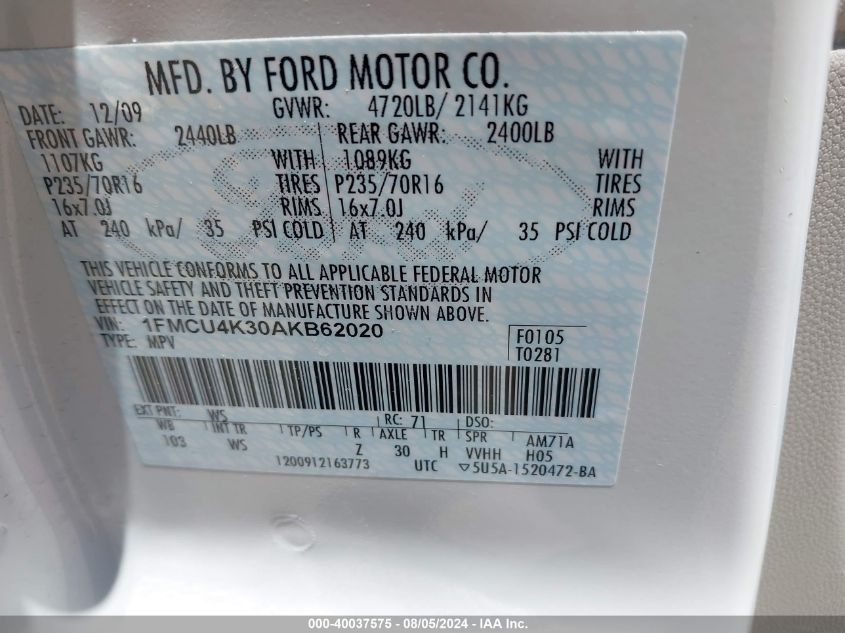 MFD. BY FORD MOTOR CO.
DATE: 12/09 GVWR: 4720LB/ 2141KG
FRONT GAWR: 2440LB REAR GAWR: 2400LB
1107KG WITH 1089KG WITH
P235/70R16 TIRES P235/70R16 TIRES
16x7.0J RIMS 16x7.0J RIMS
AT 240 kPa/ 35 PSI COLD AT 240 kPa/ 35 PSI COLD
THIS VEHICLE CONFORMS TO ALL APPLICABLE FEDERAL MOTOR
VEHICLE SAFETY AND THEFT PREVENTION STANDARDS IN
EFFECT ON THE DATE OF MANUFACTURE SHOWN ABOVE.
VIN: 1FMCU4K30AKB62020 F0105
TYPE: MPV T0281
EXT PNT: WS RC: 71 DSO:
WB INT TR TP/PS R AXLE TR SPR AM71A
103 WS Z 30 H VVHH H05
1200912163773 UTC ▽5U5A-1520472-BA
000-40037575 - 08/05/2024 - IAA Inc.